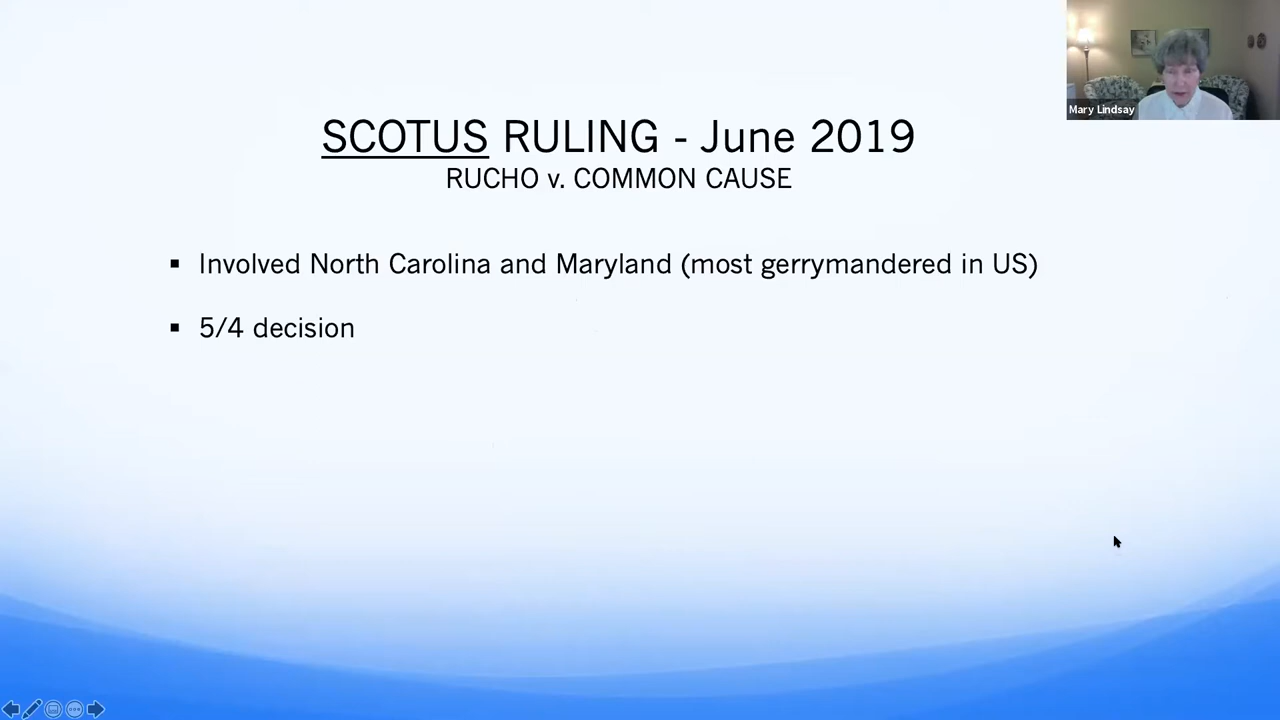 Mary Lindsay
SCOTUS RULING - June 2019
RUCHO v. COMMON CAUSE
▪ Involved North Carolina and Maryland (most gerrymandered in US)
▪ 5/4 decision